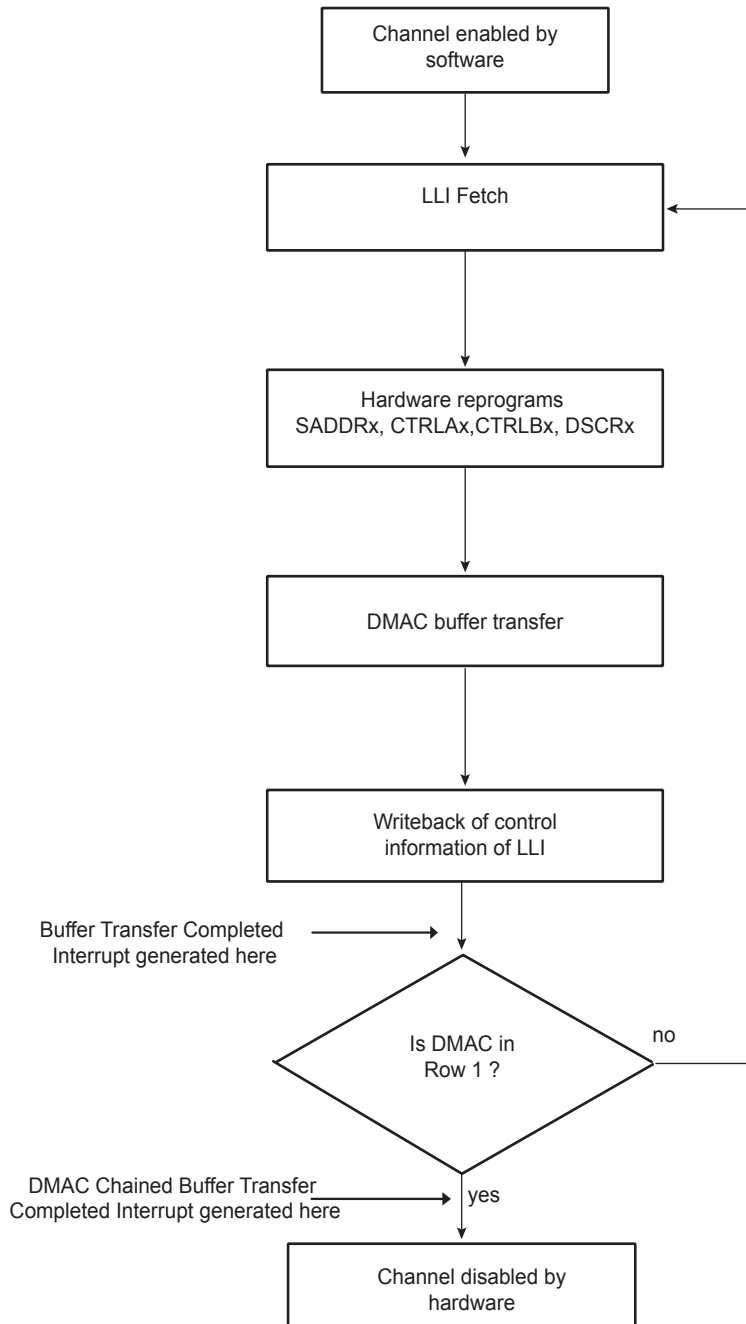 Channel enabled by
software
LLI Fetch
Hardware reprograms
SADDRx, CTRLAx,CTRLBx, DSCRx
DMAC buffer transfer
Writeback of control
information of LLI
Buffer Transfer Completed
Interrupt generated here
Is DMAC in
Row 1 ?
no
DMAC Chained Buffer Transfer
Completed Interrupt generated here
yes
Channel disabled by
hardware